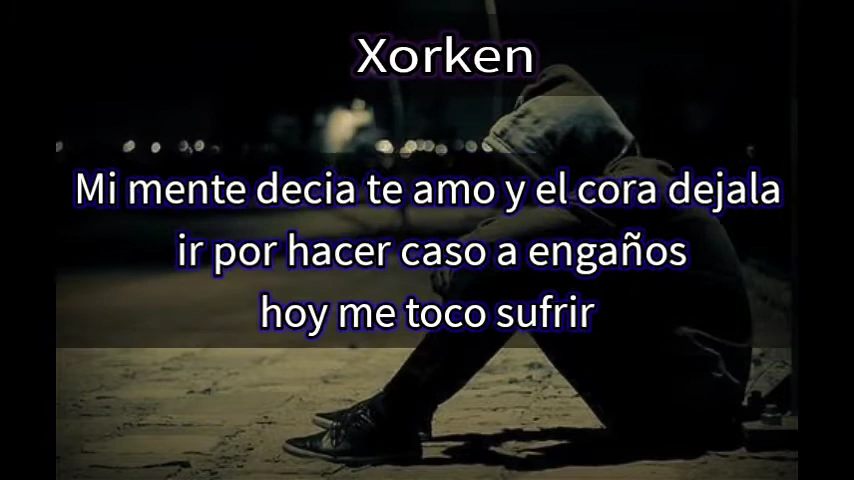 Xorken
Mi mente decia te amo y el cora dejala
ir por hacer caso a engaños
hoy me toco sufrir